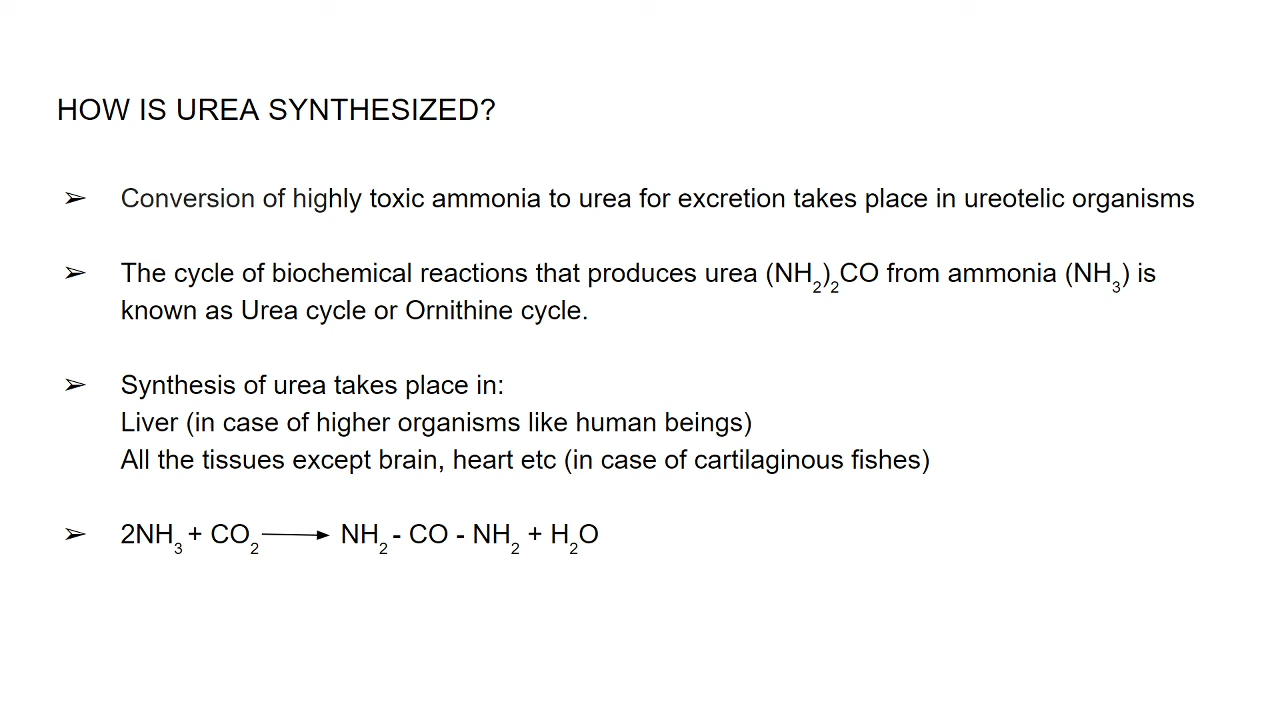 HOW IS UREA SYNTHESIZED?
➢ Conversion of highly toxic ammonia to urea for excretion takes place in ureotelic organisms
➢ The cycle of biochemical reactions that produces urea (NH₂)₂CO from ammonia (NH₃) is
known as Urea cycle or Ornithine cycle.
➢ Synthesis of urea takes place in:
Liver (in case of higher organisms like human beings)
All the tissues except brain, heart etc (in case of cartilaginous fishes)
➢ 2NH₃ + CO₂ ⟶ NH₂ - CO - NH₂ + H₂O